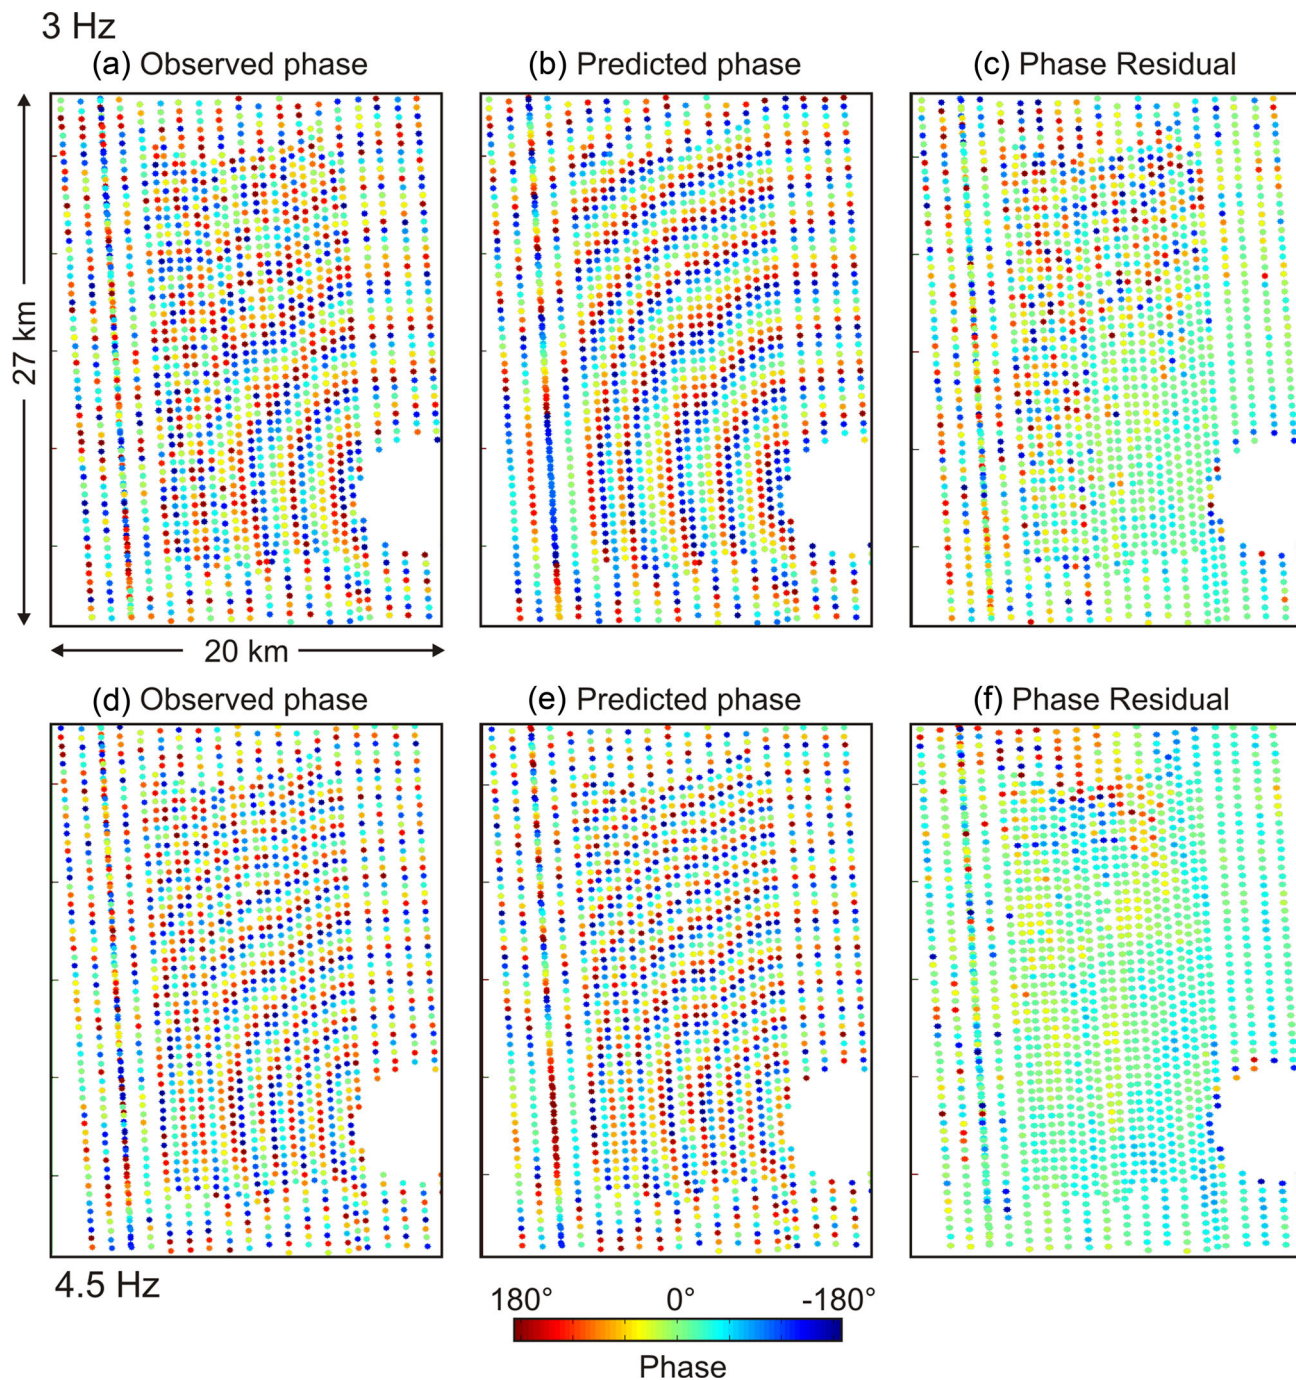 3 Hz
(a) Observed phase
(b) Predicted phase
(c) Phase Residual
27 km
20 km
(d) Observed phase
(e) Predicted phase
(f) Phase Residual
4.5 Hz
180° 0° -180°
Phase